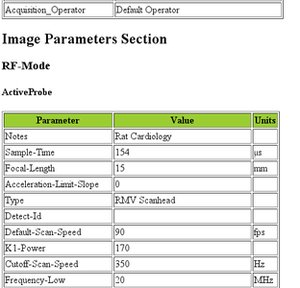 Acquisition_Operator Default Operator
Image Parameters Section
RF-Mode
ActiveProbe
Parameter Value Units
Notes Rat Cardiology
Sample-Time 154 us
Focal-Length 15 mm
Acceleration-Limit-Slope 0
Type RMV Scanhead
Detect-Id
Default-Scan-Speed 90 fps
K1-Power 170
Cutoff-Scan-Speed 350 Hz
Frequency-Low 20 MHz